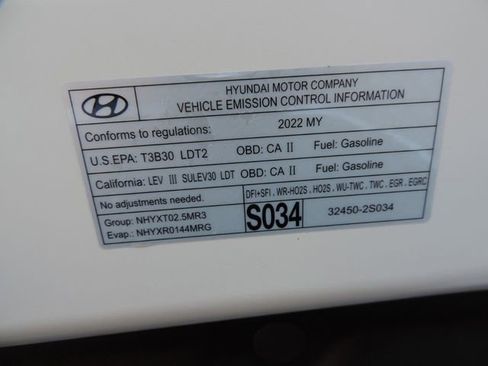 HYUNDAI MOTOR COMPANY
VEHICLE EMISSION CONTROL INFORMATION
Conforms to regulations: 2022 MY
U.S.EPA: T3B30 LDT2 OBD: CA II Fuel: Gasoline
California: LEV III SULEV30 LDT OBD: CA II Fuel: Gasoline
No adjustments needed. DFI+SFI . WR-HO2S . HO2S . WU-TWC . TWC . EGR . EGRC
Group: NHYXT02.5MR3
Evap.: NHYXR0144MRG
S034
32450-2S034